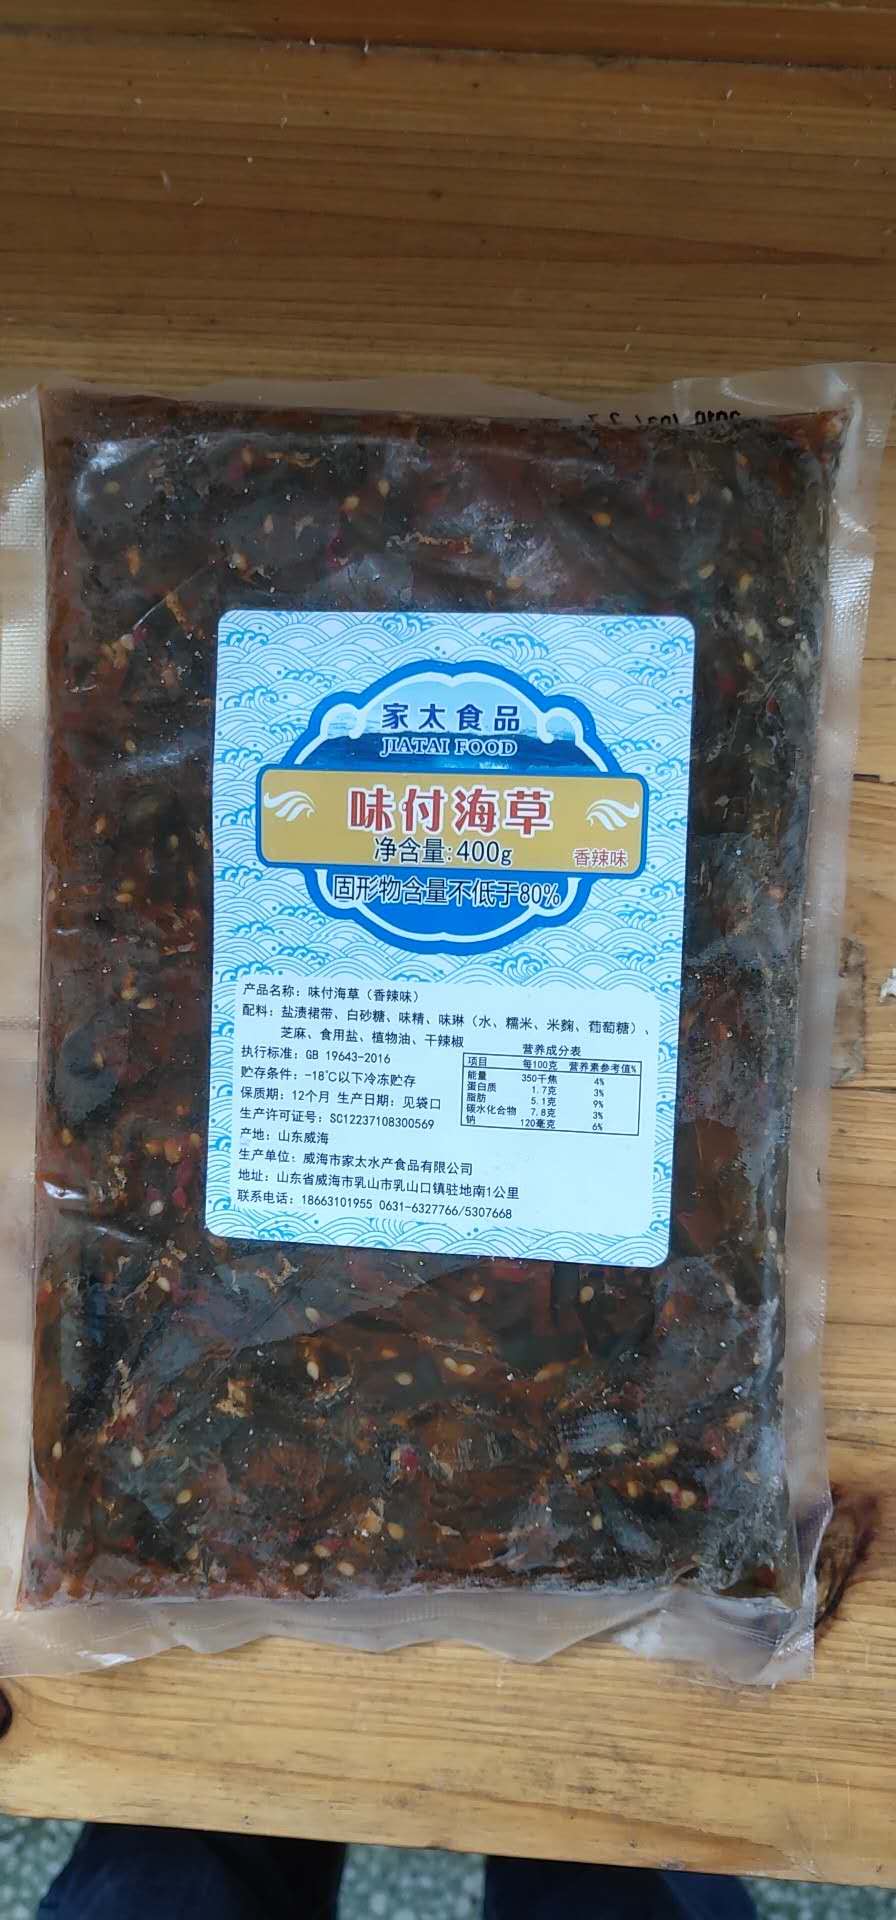 家太食品
JIATAI FOOD
味付海草
净含量:400g
香辣味
固形物含量不低于80%
产品名称：味付海草（香辣味）
配料：盐渍裙带、白砂糖、味精、味琳（水、糯米、米麴、葡萄糖）、
芝麻、食用盐、植物油、干辣椒
执行标准：GB 19643-2016
贮存条件：-18℃以下冷冻贮存
保质期：12个月 生产日期：见袋口
生产许可证号：SC12237108300569
产地：山东威海
生产单位：威海市家太水产食品有限公司
地址：山东省威海市乳山市乳山口镇驻地南1公里
联系电话：18663101955 0631-6327766/5307668
营养成分表
项目 每100克 营养素参考值%
能量 350千焦 4%
蛋白质 1.7克 3%
脂肪 5.1克 9%
碳水化合物 7.8克 3%
钠 120毫克 6%